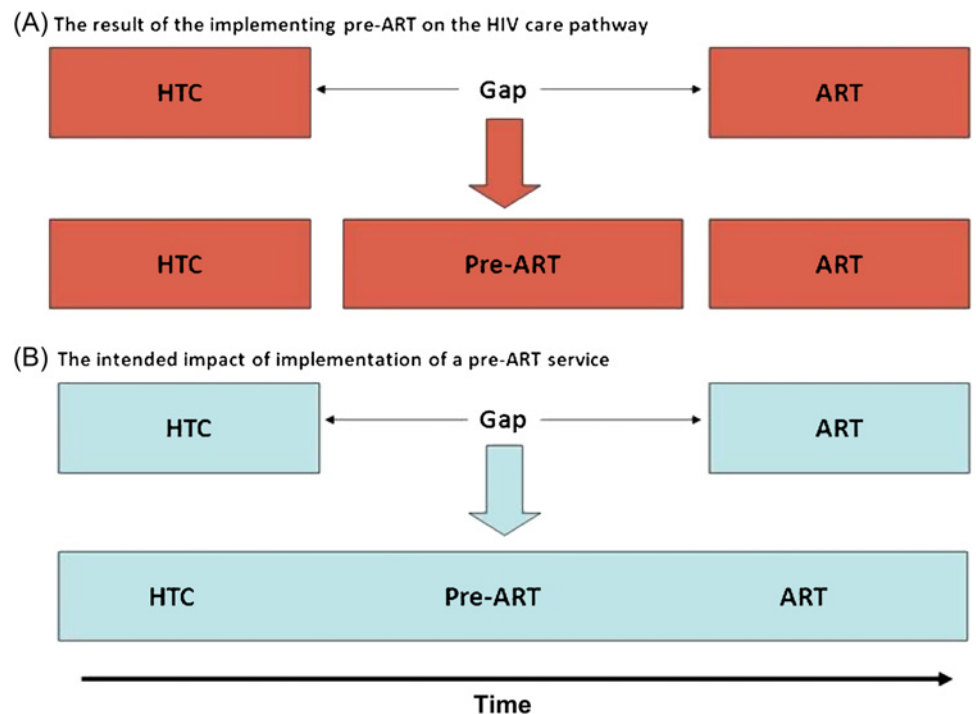 (A) The result of the implementing pre-ART on the HIV care pathway
HTC Gap ART
HTC Pre-ART ART
(B) The intended impact of implementation of a pre-ART service
HTC Gap ART
HTC Pre-ART ART
Time